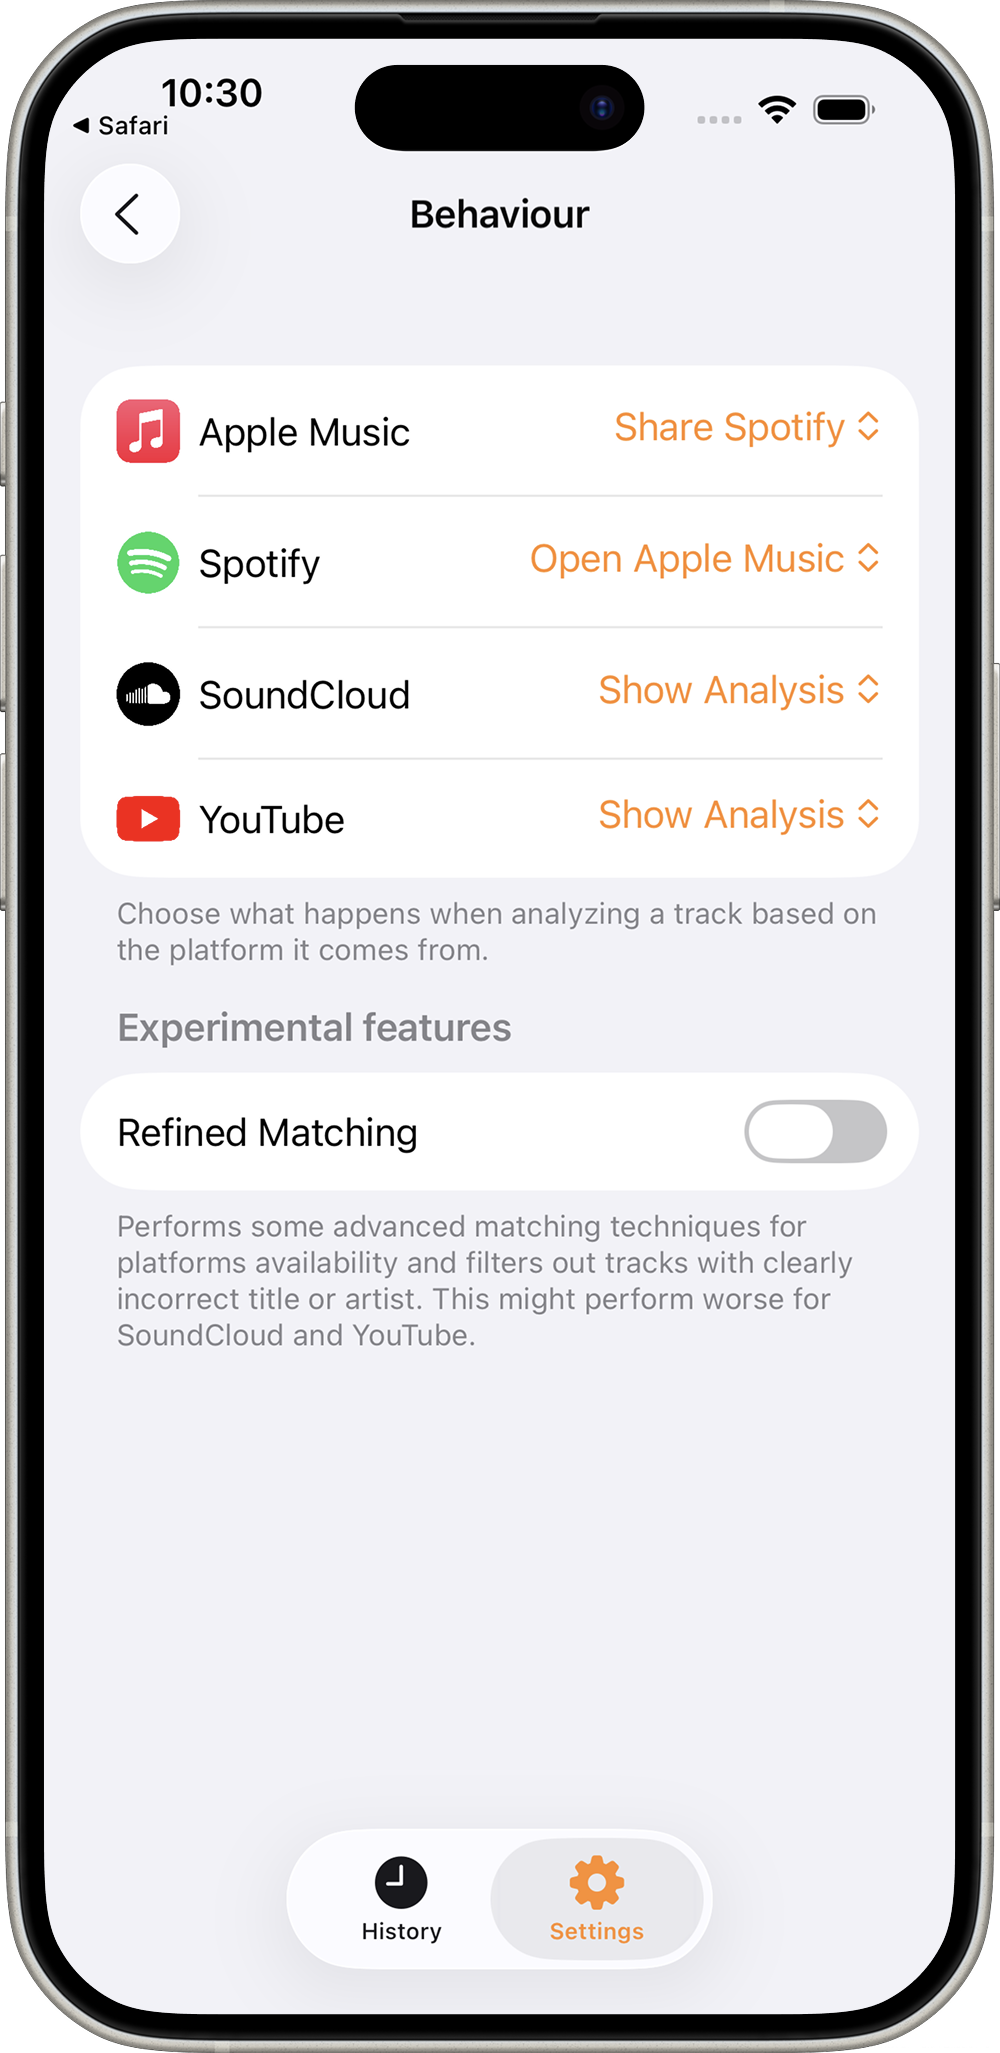 10:30
◀ Safari
Behaviour
Apple Music
Share Spotify
Spotify
Open Apple Music
SoundCloud
Show Analysis
YouTube
Show Analysis
Choose what happens when analyzing a track based on
the platform it comes from.
Experimental features
Refined Matching
Performs some advanced matching techniques for
platforms availability and filters out tracks with clearly
incorrect title or artist. This might perform worse for
SoundCloud and YouTube.
History
Settings